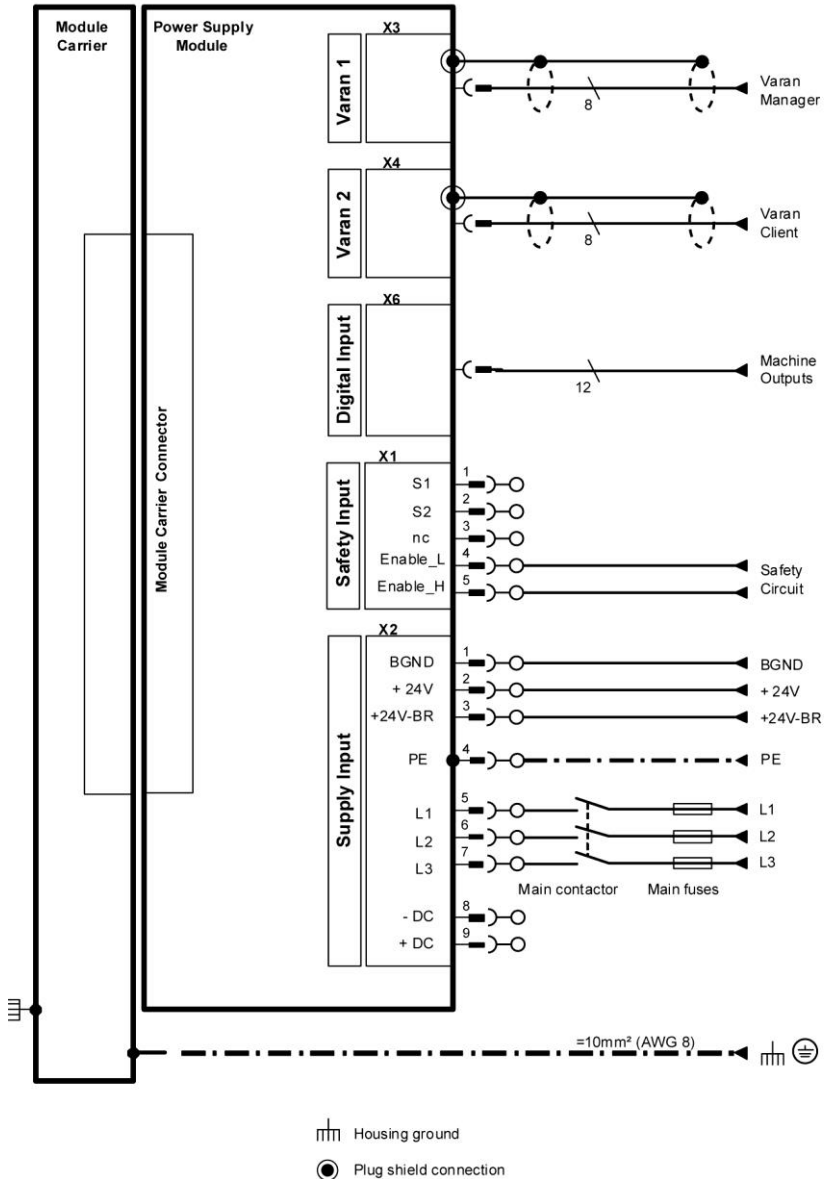 Module
Carrier
Power Supply
Module
X3
Varan 1
8
Varan
Manager
X4
Varan 2
8
Varan
Client
X6
Digital Input
12
Machine
Outputs
Module Carrier Connector
X1
Safety Input
S1
1
S2
2
nc
3
Enable_L
4
Enable_H
5
Safety
Circuit
X2
Supply Input
BGND
1
BGND
+ 24V
2
+ 24V
+24V-BR
3
+24V-BR
PE
4
PE
L1
5
L1
L2
6
L2
L3
7
L3
Main contactor
Main fuses
- DC
8
+ DC
9
=10mm² (AWG 8)
Housing ground
Plug shield connection